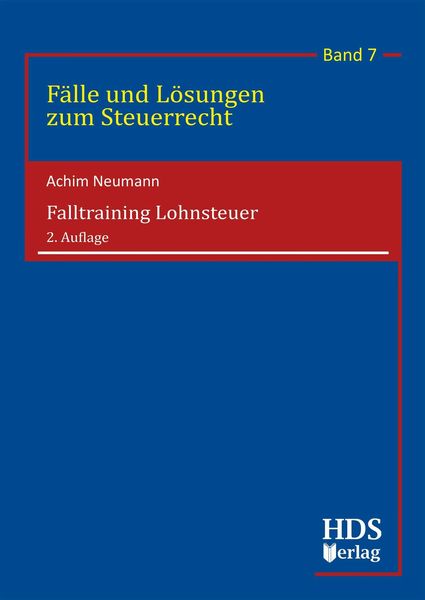 Band 7
Fälle und Lösungen
zum Steuerrecht
Achim Neumann
Falltraining Lohnsteuer
2. Auflage
HDS
Verlag